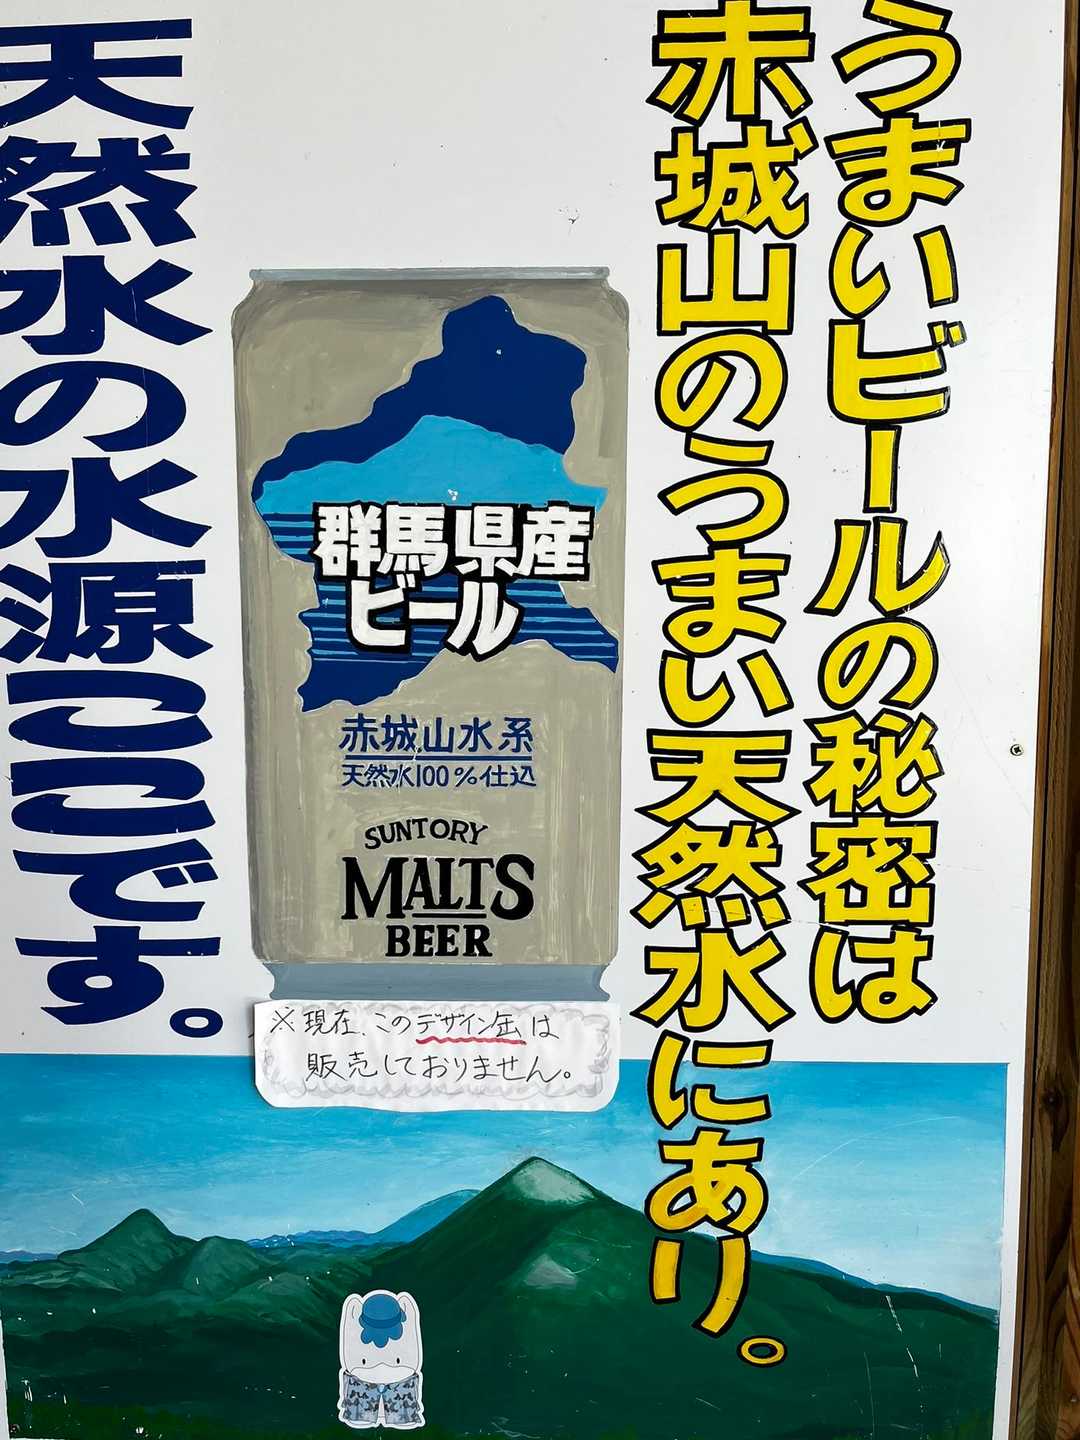 うまいビールの秘密は
赤城山のうまい天然水にあり。
群馬県産
ビール
赤城山水系
天然水100%仕込
SUNTORY
MALTS
BEER
※現在、このデザイン缶は
販売しておりません。
天然水の水源ここです。